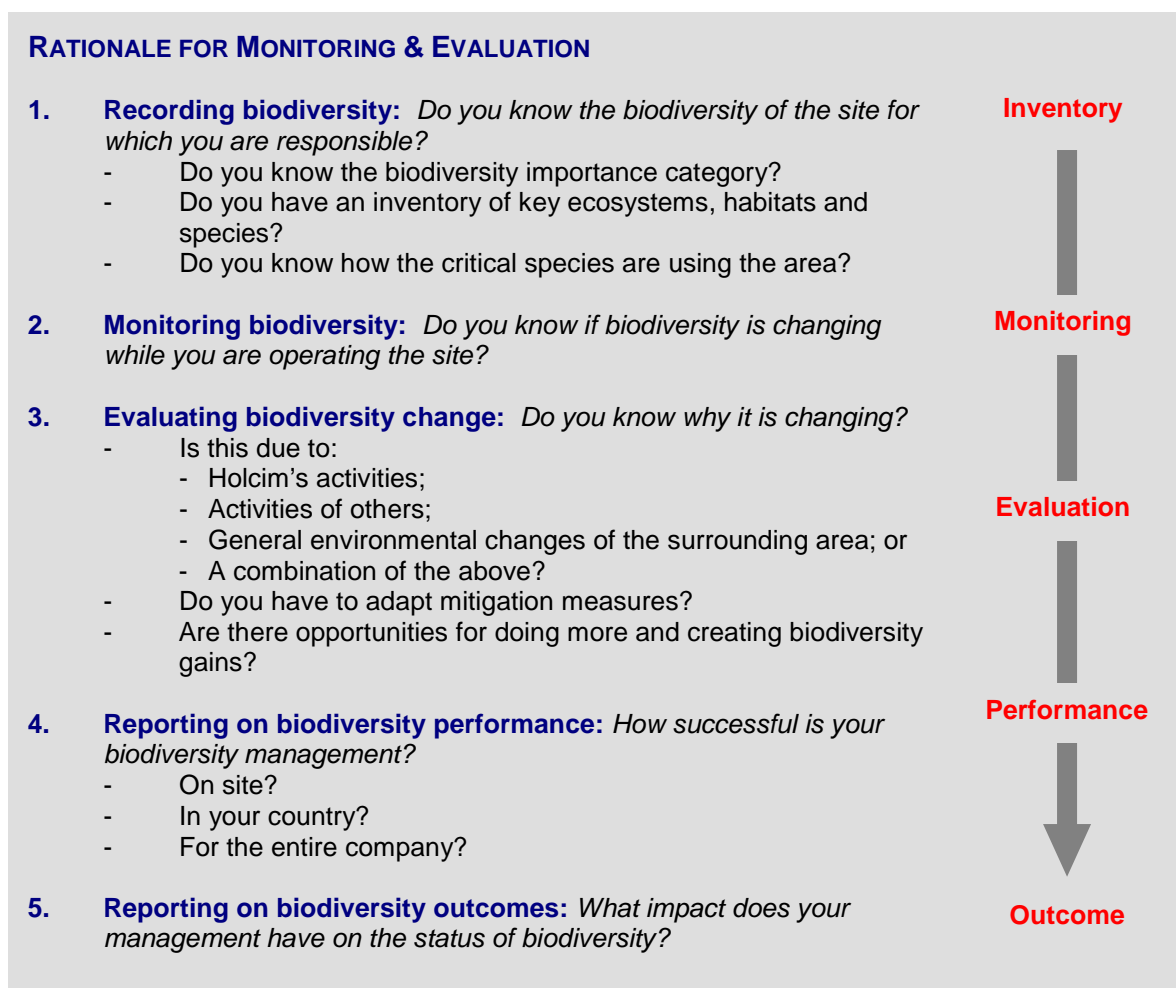 RATIONALE FOR MONITORING & EVALUATION
1. Recording biodiversity: Do you know the biodiversity of the site for
which you are responsible?
- Do you know the biodiversity importance category?
- Do you have an inventory of key ecosystems, habitats and
species?
- Do you know how the critical species are using the area?
Inventory
2. Monitoring biodiversity: Do you know if biodiversity is changing
while you are operating the site?
Monitoring
3. Evaluating biodiversity change: Do you know why it is changing?
- Is this due to:
- Holcim’s activities;
- Activities of others;
- General environmental changes of the surrounding area; or
- A combination of the above?
- Do you have to adapt mitigation measures?
- Are there opportunities for doing more and creating biodiversity
gains?
Evaluation
4. Reporting on biodiversity performance: How successful is your
biodiversity management?
- On site?
- In your country?
- For the entire company?
Performance
5. Reporting on biodiversity outcomes: What impact does your
management have on the status of biodiversity?
Outcome